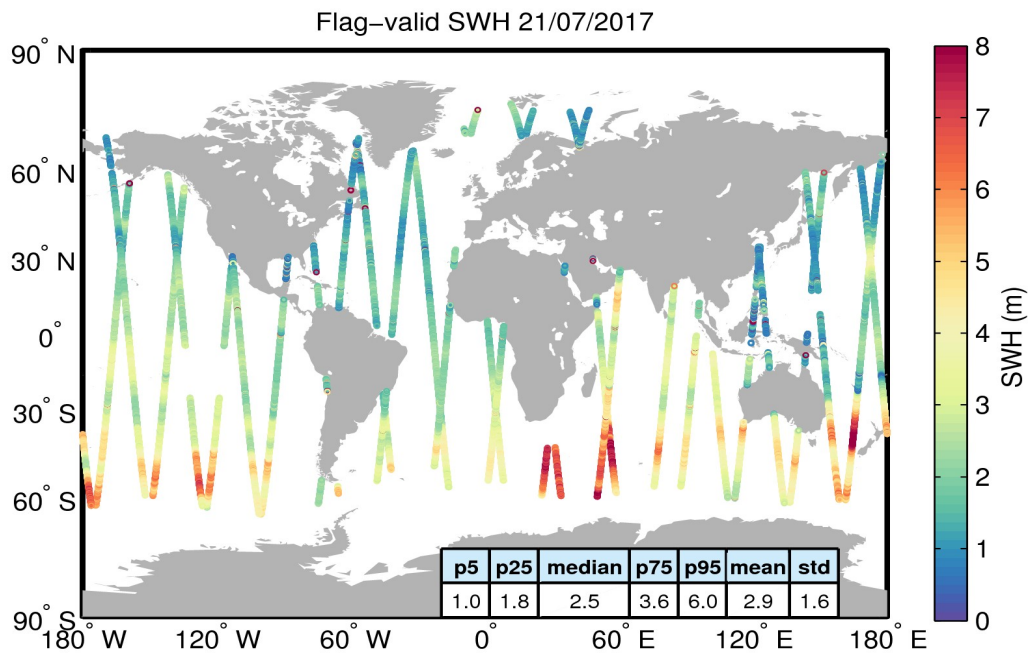 Flag−valid SWH 21/07/2017
90° N
60° N
30° N
0°
30° S
60° S
90° S
180° W
120° W
60° W
0°
60° E
120° E
180° E
p5 p25 median p75 p95 mean std
1.0 1.8 2.5 3.6 6.0 2.9 1.6
8
7
6
5
4
3
2
1
0
SWH (m)